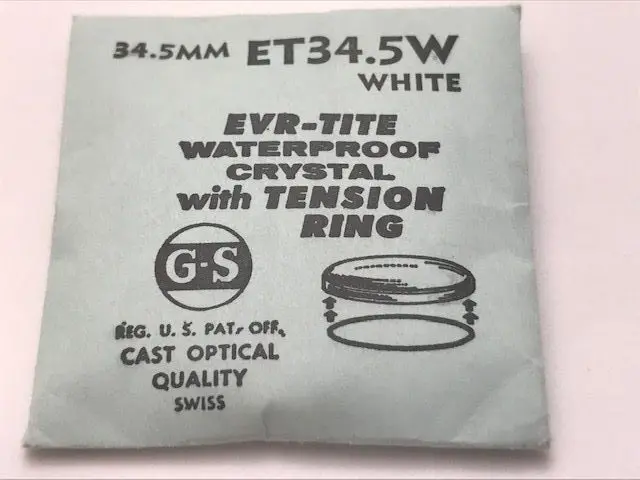 34.5MM ET34.5W
WHITE
EVR-TITE
WATERPROOF
CRYSTAL
with TENSION
RING
G-S
REG. U. S. PAT. OFF.
CAST OPTICAL
QUALITY
SWISS